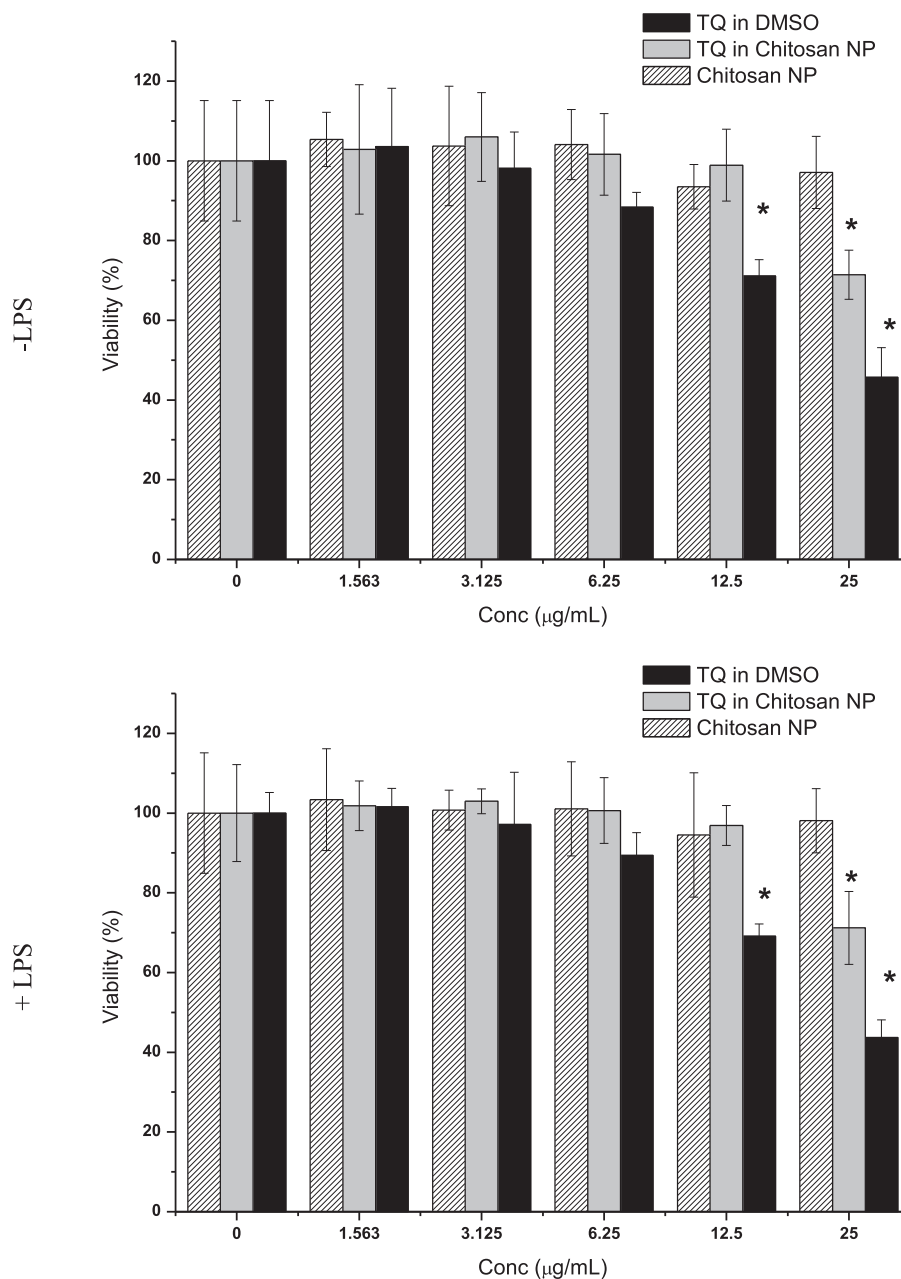 TQ in DMSO
TQ in Chitosan NP
Chitosan NP
120
100
80
60
40
20
0
Viability (%)
-LPS
*
*
*
0 1.563 3.125 6.25 12.5 25
Conc (μg/mL)
TQ in DMSO
TQ in Chitosan NP
Chitosan NP
120
100
80
60
40
20
0
Viability (%)
+ LPS
*
*
*
0 1.563 3.125 6.25 12.5 25
Conc (μg/mL)